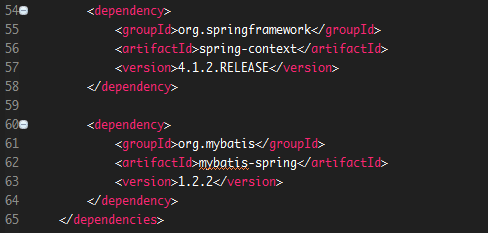 54 <dependency>
55 <groupId>org.springframework</groupId>
56 <artifactId>spring-context</artifactId>
57 <version>4.1.2.RELEASE</version>
58 </dependency>
59
60 <dependency>
61 <groupId>org.mybatis</groupId>
62 <artifactId>mybatis-spring</artifactId>
63 <version>1.2.2</version>
64 </dependency>
65 </dependencies>